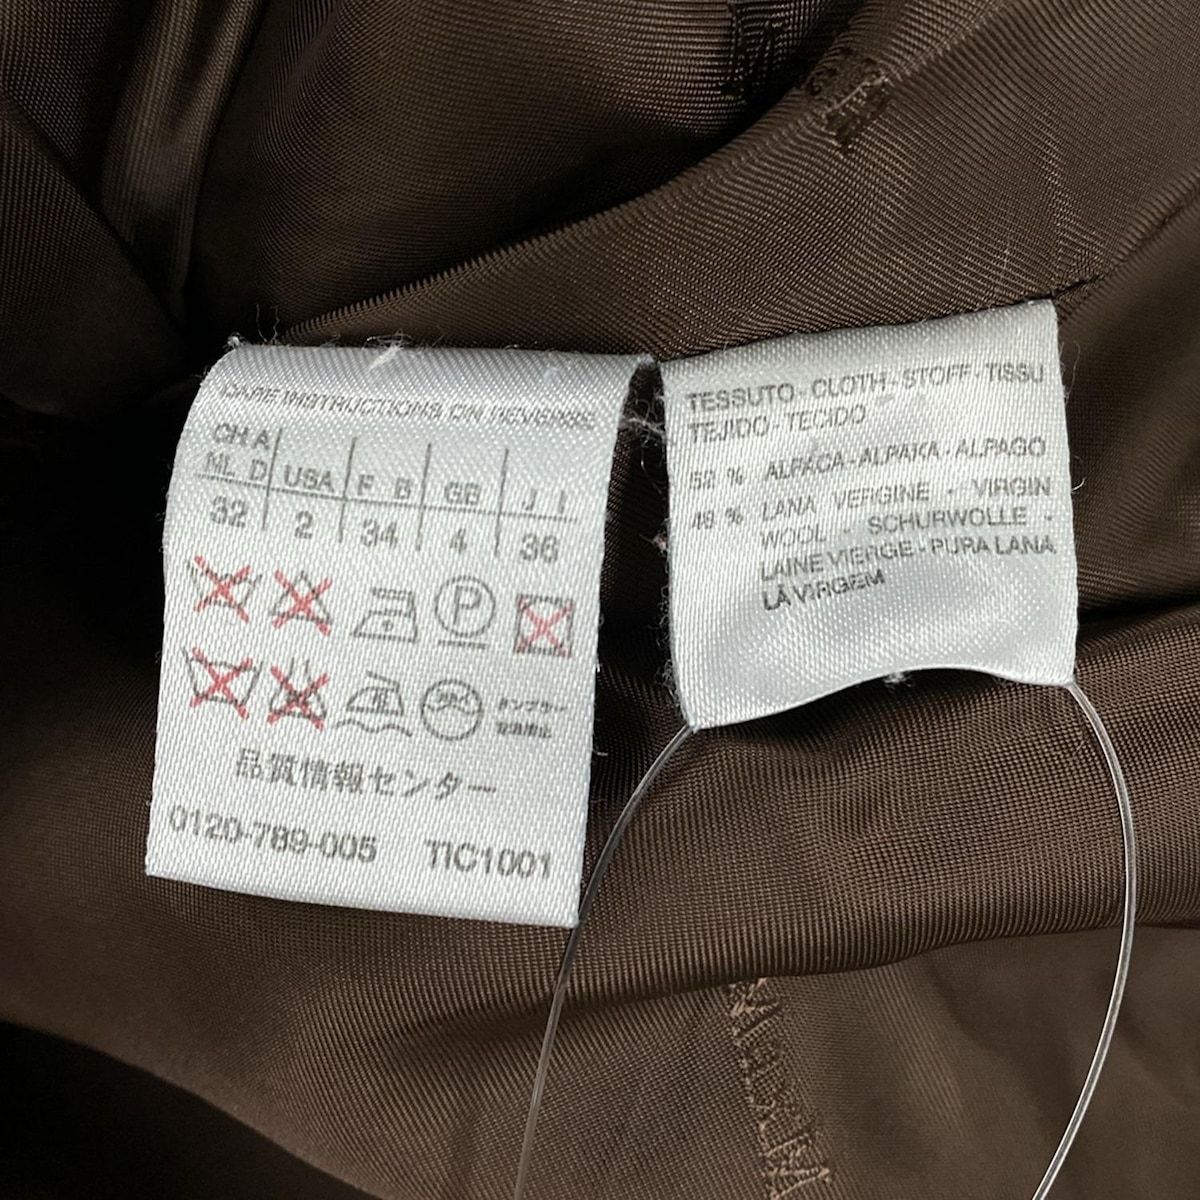 CARE INSTRUCTIONS ON REVERSE
CH A USA F B GB J I
NL D
32 2 34 4 36
P
品質情報センター
0120-789-005 TIC1001
TESSUTO-CLOTH-STOFF-TISSU
TEJIDO-TECIDO
52 % ALPACA-ALPAKA-ALPAGO
48 % LANA VERGINE - VIRGIN
WOOL - SCHURWOLLE -
LAINE VIERGE - PURA LANA
LÃ VIRGEM